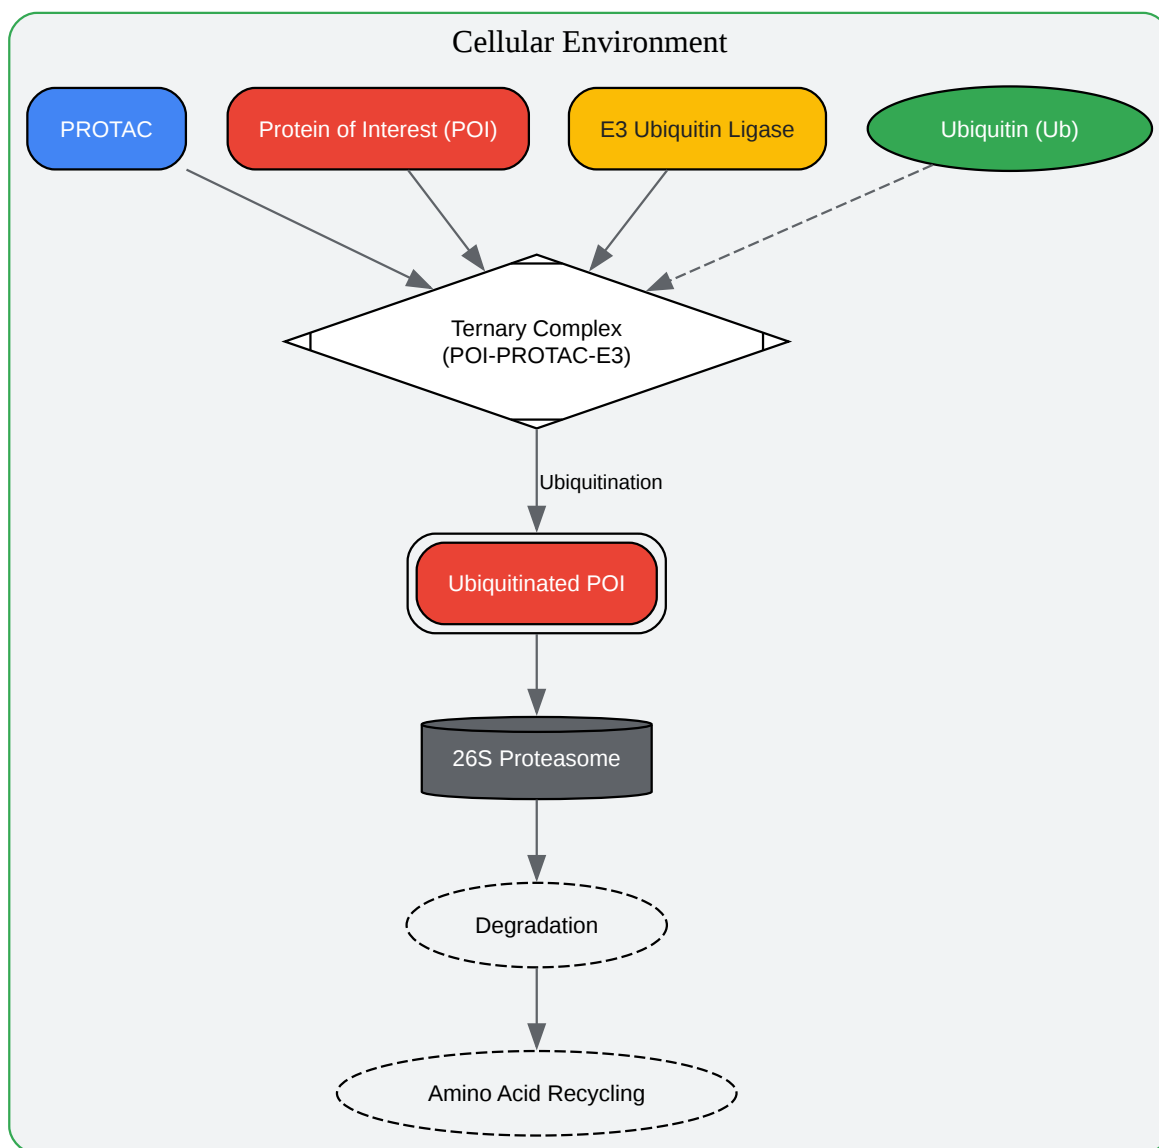 Cellular Environment
PROTAC
Protein of Interest (POI)
E3 Ubiquitin Ligase
Ubiquitin (Ub)
Ternary Complex
(POI-PROTAC-E3)
Ubiquitination
Ubiquitinated POI
26S Proteasome
Degradation
Amino Acid Recycling